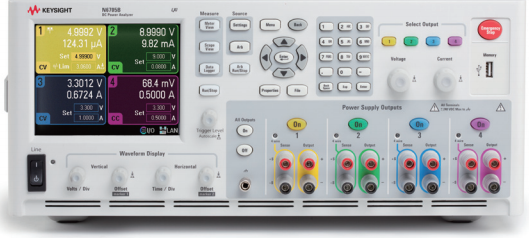 KEYSIGHT N6705B
DC Power Analyzer
LXI
1 4.9992 V
124.31 µA
Set 4.99900 V
CV
2 8.9990 V
9.82 mA
Set 9.000 V
CV
3 3.3012 V
0.6724 A
3.300 V
CV Set 1.0000 A
4 68.4 mV
0.5000 A
3.300 V
CC Set 0.5000 A
I/O LAN
Measure
Meter View
Scope View
Data Logger
Run/Stop
Source
Settings
Arb
Arb Run/Stop
Menu
Back
Enter
Properties
File
Select Output
1 2 3 4
Voltage
Current
Emergency Stop
Memory
Trigger Level
Line
Waveform Display
Vertical
Horizontal
Volts / Div
Offset
Time / Div
Offset
All Outputs
On
Off
Power Supply Outputs
On
On
On
On
1
2
3
4
Sense Output
Sense Output
Sense Output
Sense Output